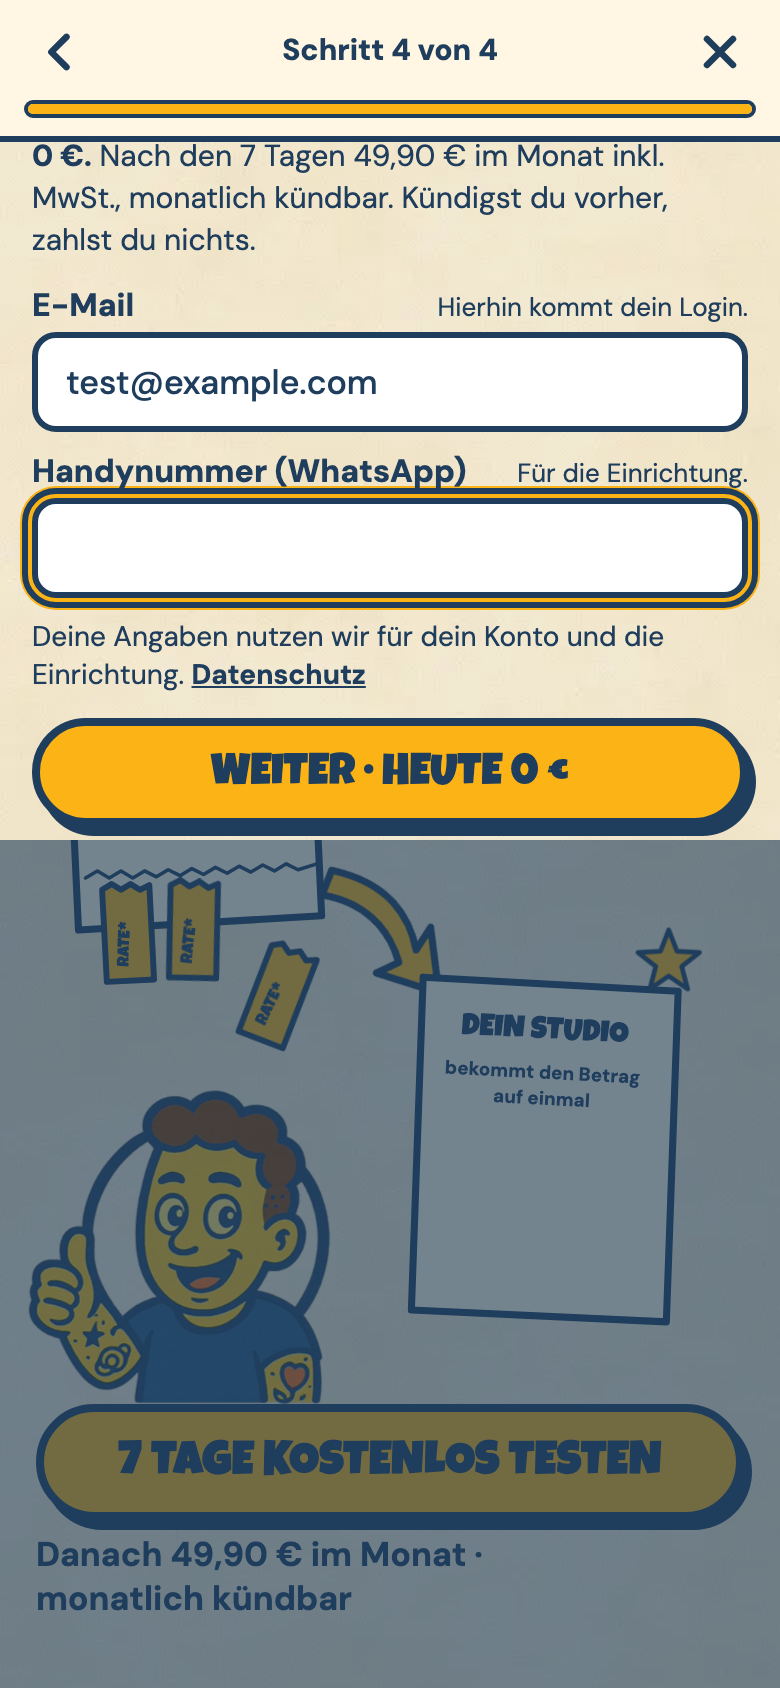 Schritt 4 von 4
0 €. Nach den 7 Tagen 49,90 € im Monat inkl.
MwSt., monatlich kündbar. Kündigst du vorher,
zahlst du nichts.
E-Mail
Hierhin kommt dein Login.
test@example.com
Handynummer (WhatsApp)
Für die Einrichtung.
Deine Angaben nutzen wir für dein Konto und die
Einrichtung. Datenschutz
WEITER · HEUTE 0 €
RATE*
RATE*
RATE*
DEIN STUDIO
bekommt den Betrag
auf einmal
7 TAGE KOSTENLOS TESTEN
Danach 49,90 € im Monat ·
monatlich kündbar